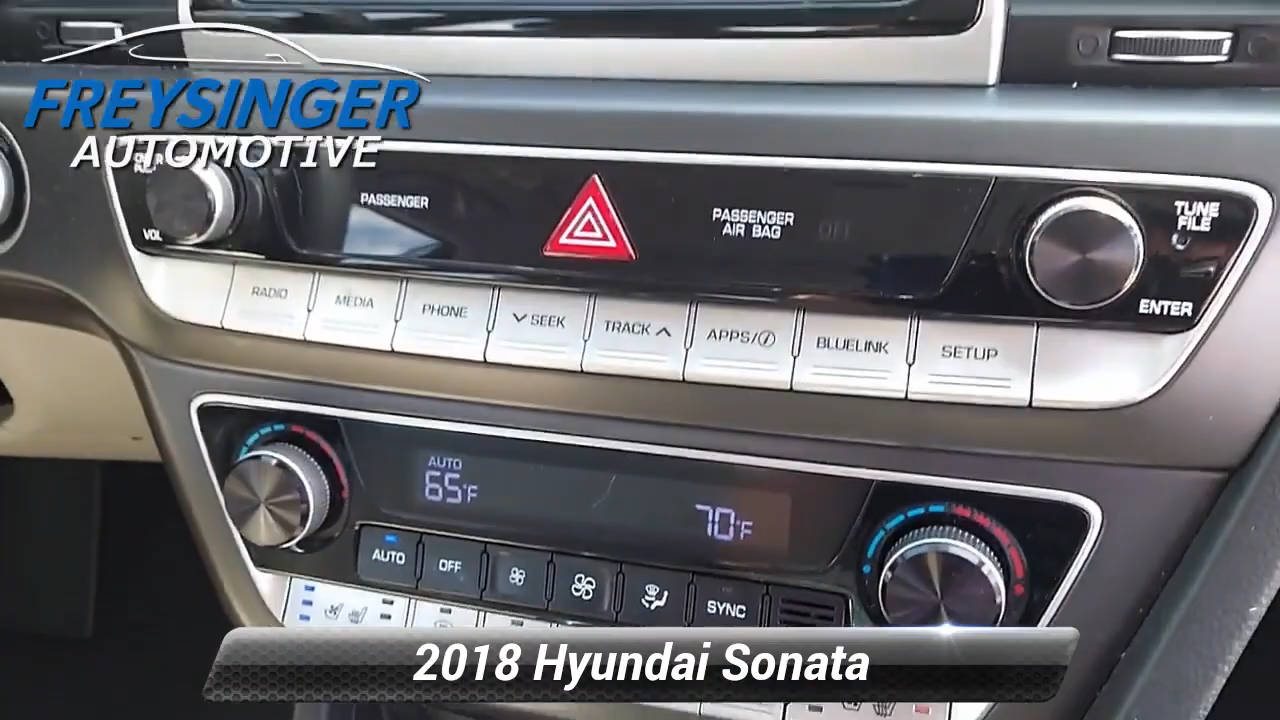 FREYSINGER
AUTOMOTIVE
VOL
PASSENGER
PASSENGER
AIR BAG
OFF
TUNE
FILE
ENTER
RADIO
MEDIA
PHONE
SEEK
TRACK
APPS/i
BLUELINK
SETUP
AUTO
65°F
70°F
AUTO
OFF
SYNC
2018 Hyundai Sonata